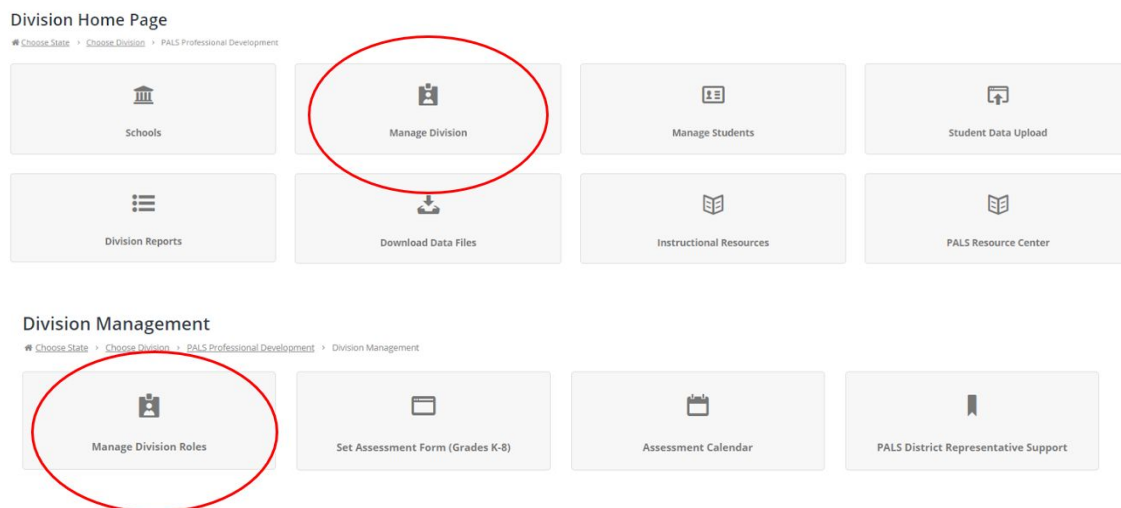 Division Home Page
Choose State > Choose Division > PALS Professional Development
Schools
Manage Division
Manage Students
Student Data Upload
Division Reports
Download Data Files
Instructional Resources
PALS Resource Center
Division Management
Choose State > Choose Division > PALS Professional Development > Division Management
Manage Division Roles
Set Assessment Form (Grades K-8)
Assessment Calendar
PALS District Representative Support